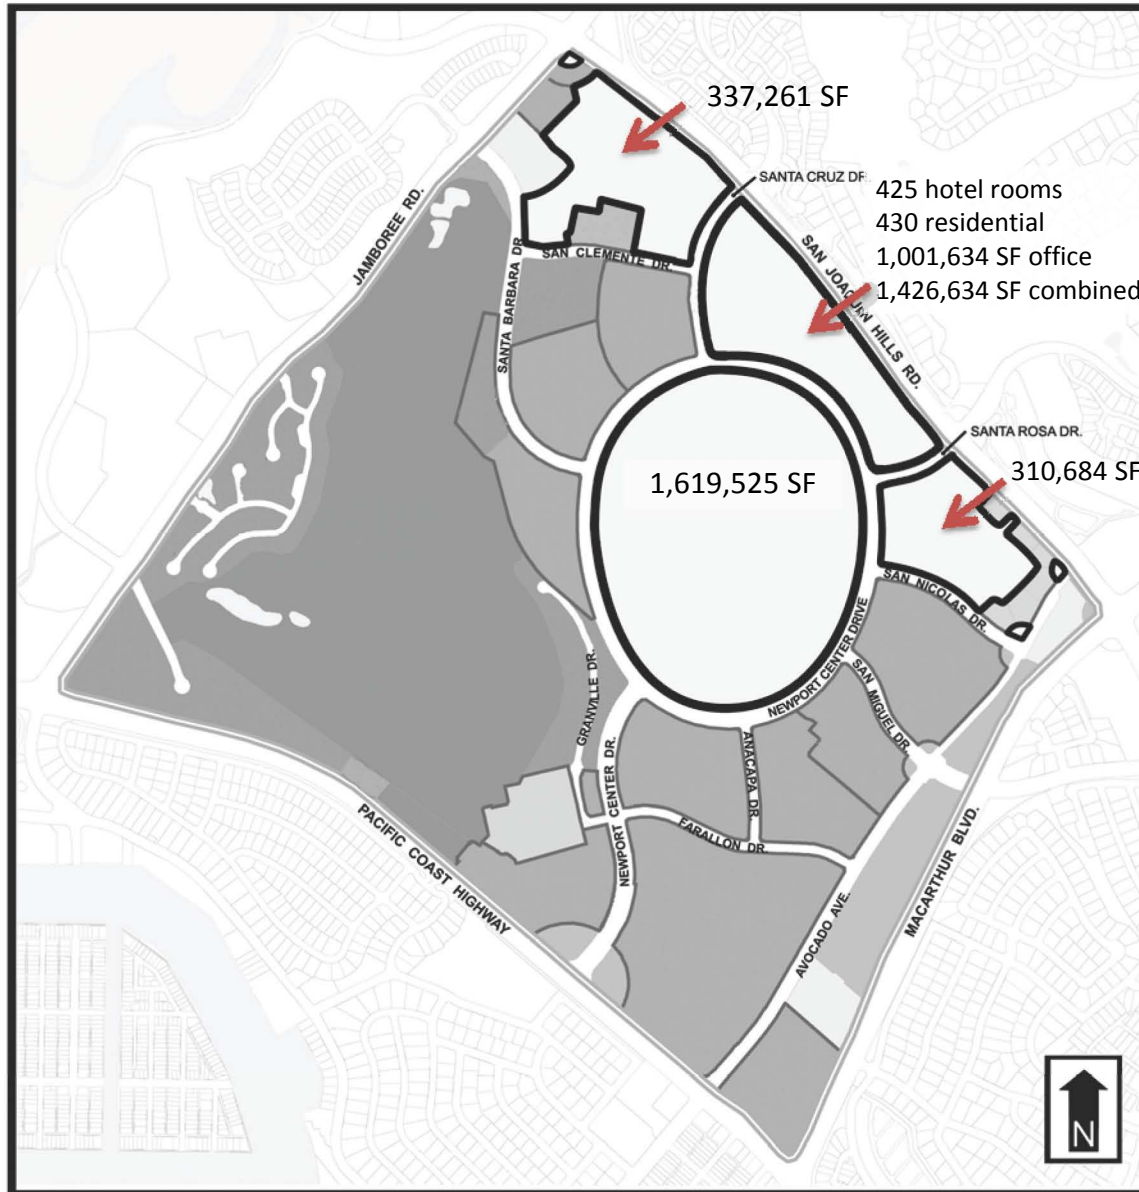 337,261 SF
SANTA CRUZ DR
425 hotel rooms
430 residential
1,001,634 SF office
1,426,634 SF combined
JAMBOREE RD.
SAN JOAQUIN HILLS RD.
SAN CLEMENTE DR.
SANTA BARBARA DR.
SANTA ROSA DR.
310,684 SF
1,619,525 SF
SAN NICOLAS DR.
NEWPORT CENTER DRIVE
SAN MIGUEL DR.
GRANVILLE DR.
ANACAPA DR.
NEWPORT CENTER DR.
FARALLON DR.
PACIFIC COAST HIGHWAY
MACARTHUR BLVD.
AVOCADO AVE.
N